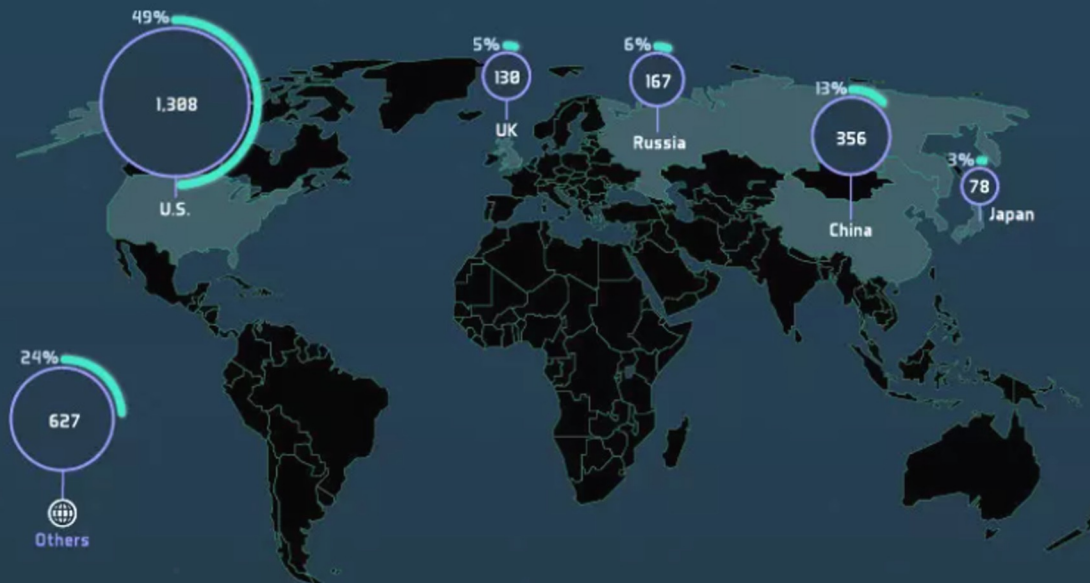 49%
1,308
U.S.
5%
130
UK
6%
167
Russia
13%
356
China
3%
78
Japan
24%
627
Others